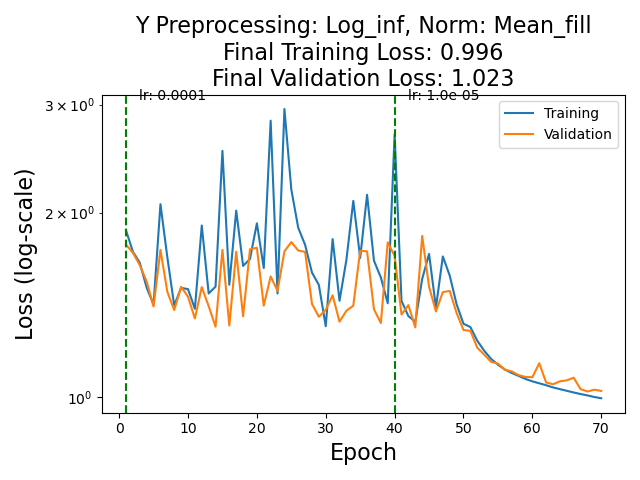 Y Preprocessing: Log_inf, Norm: Mean_fill
Final Training Loss: 0.996
Final Validation Loss: 1.023
lr: 0.0001
lr: 1.0e-05
Training
Validation
3 × 10⁰
2 × 10⁰
10⁰
Loss (log-scale)
0 10 20 30 40 50 60 70
Epoch